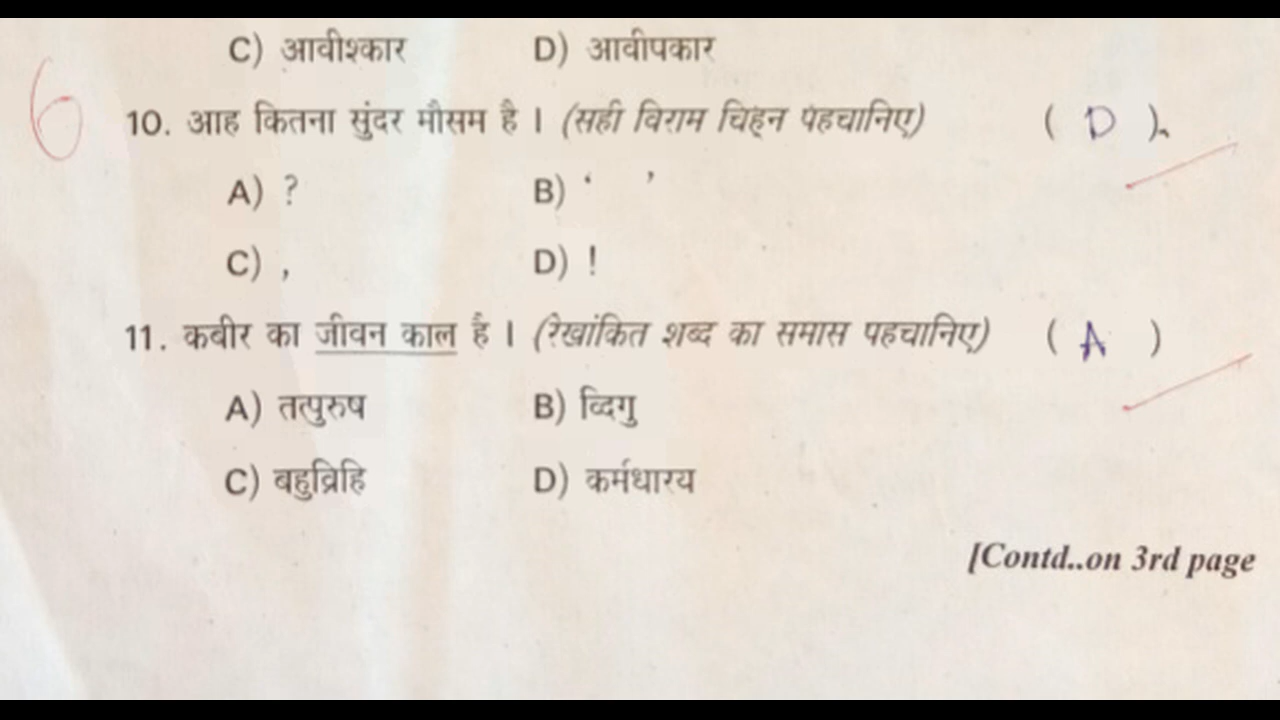 C) आवीश्कार D) आवीपकार
6
10. आह कितना सुंदर मौसम है । (सही विराम चिह्न पहचानिए) ( D )
A) ? B) ‘ ’
C) , D) !
11. कबीर का जीवन काल है । (रेखांकित शब्द का समास पहचानिए) ( A )
A) तत्पुरुष B) व्दिगु
C) बहुव्रिहि D) कर्मधारय
[Contd..on 3rd page